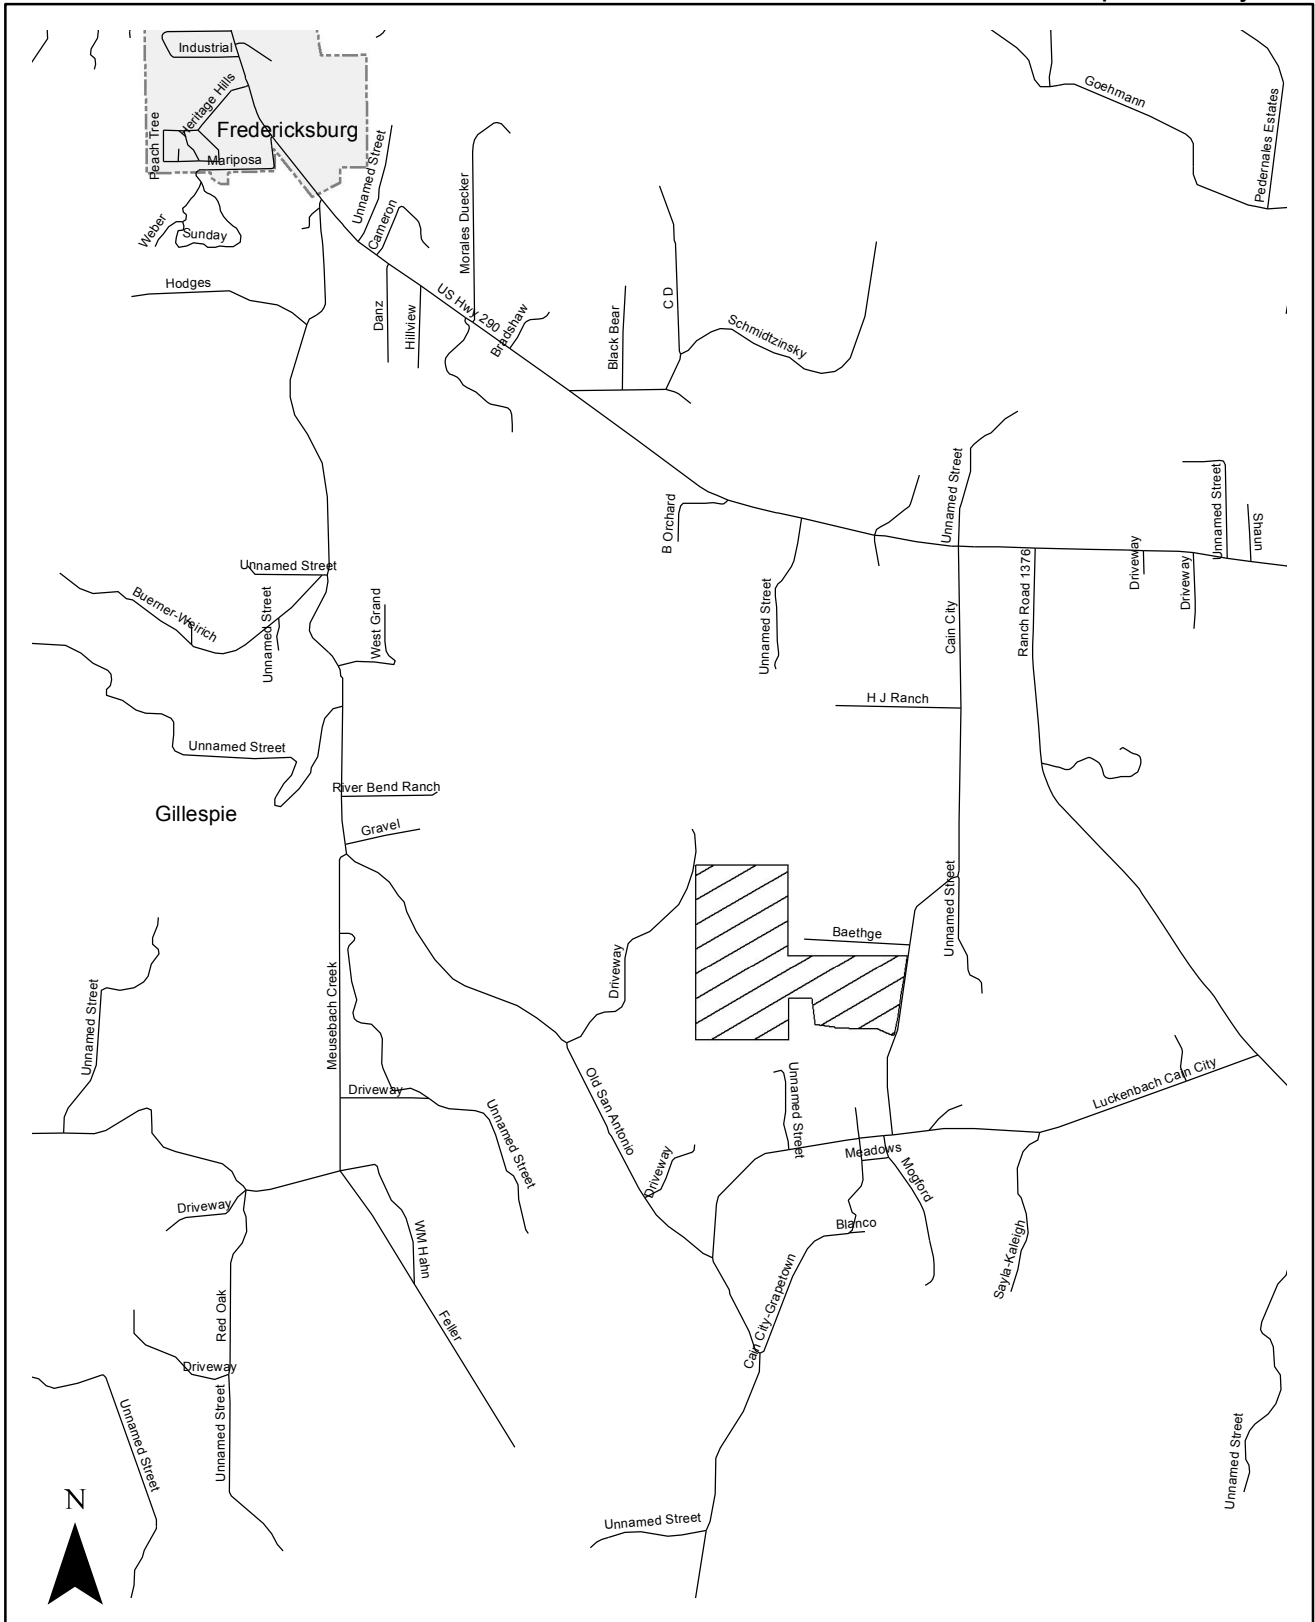 Industrial
Goehmann
Heritage Hills
Pedernales Estates
Fredericksburg
Peach Tree
Mariposa
Unnamed Street
Morales Duecker
Cameron
Weber
Sunday
Hodges
US Hwy 290
C D
Danz
Hillview
Bradshaw
Black Bear
Schmidtzinsky
Unnamed Street
B Orchard
Unnamed Street
Shaun
Driveway
Driveway
Unnamed Street
Buerner-Weirich
Unnamed Street
West Grand
Unnamed Street
Cain City
Ranch Road 1376
H J Ranch
Unnamed Street
River Bend Ranch
Gillespie
Gravel
Unnamed Street
Baethge
Driveway
Meusebach Creek
Unnamed Street
Old San Antonio
Unnamed Street
Luckenbach Cain City
Driveway
Unnamed Street
Driveway
Meadows
Mogford
Driveway
WM Hahn
Blanco
Sayla-Kaleigh
Red Oak
Feller
Cain City-Grapetown
Driveway
Unnamed Street
Unnamed Street
Unnamed Street
N
Unnamed Street